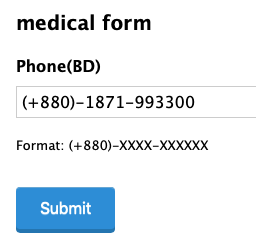 medical form
Phone(BD)
(+880)-1871-993300
Format: (+880)-XXXX-XXXXXX
Submit